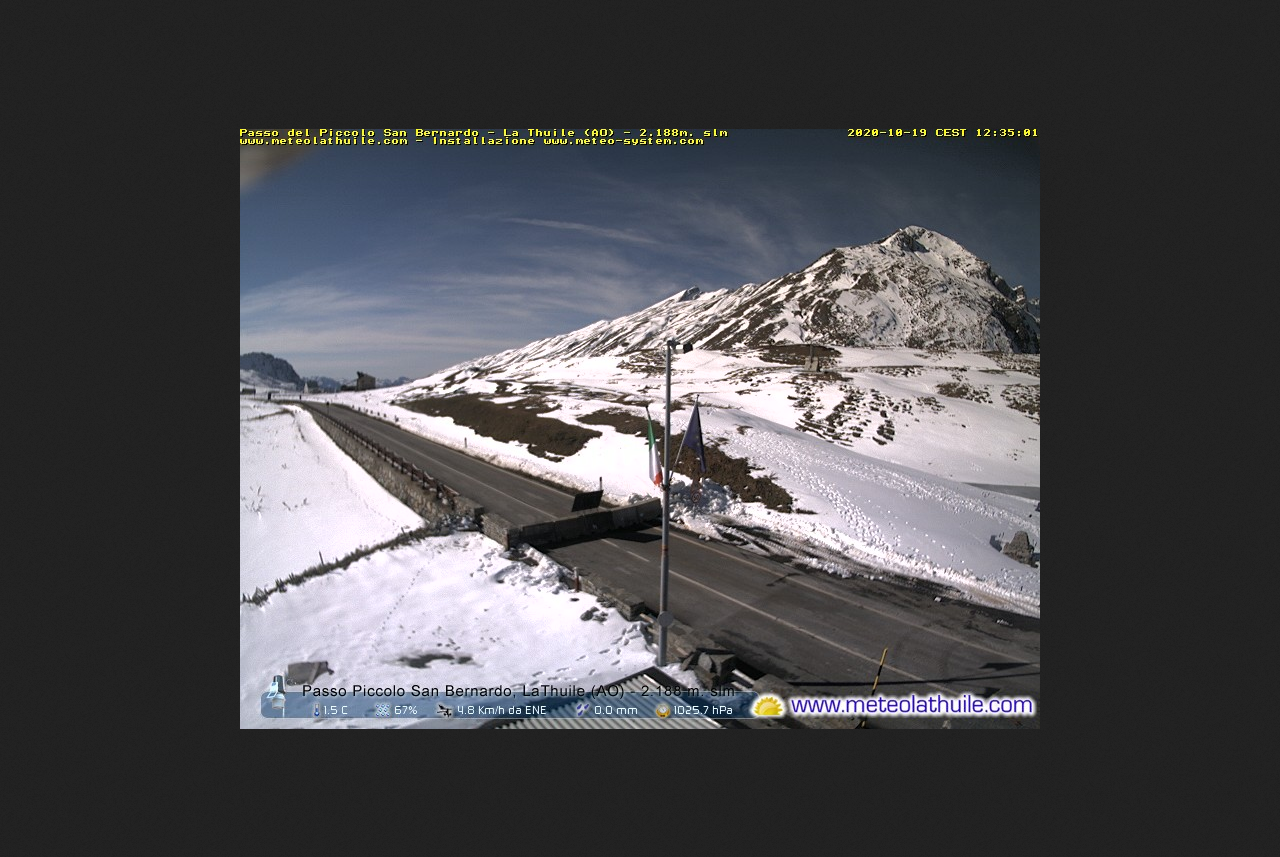 Passo del Piccolo San Bernardo - La Thuile (AO) - 2.188m. slm
2020-10-19 CEST 12:35:01
www.meteolathuile.com - Installazione www.meteo-system.com
Passo Piccolo San Bernardo, LaThuile (AO) - 2.188 m. slm
1.5 C 67% 4.8 Km/h da ENE 0.0 mm 1025.7 hPa
www.meteolathuile.com